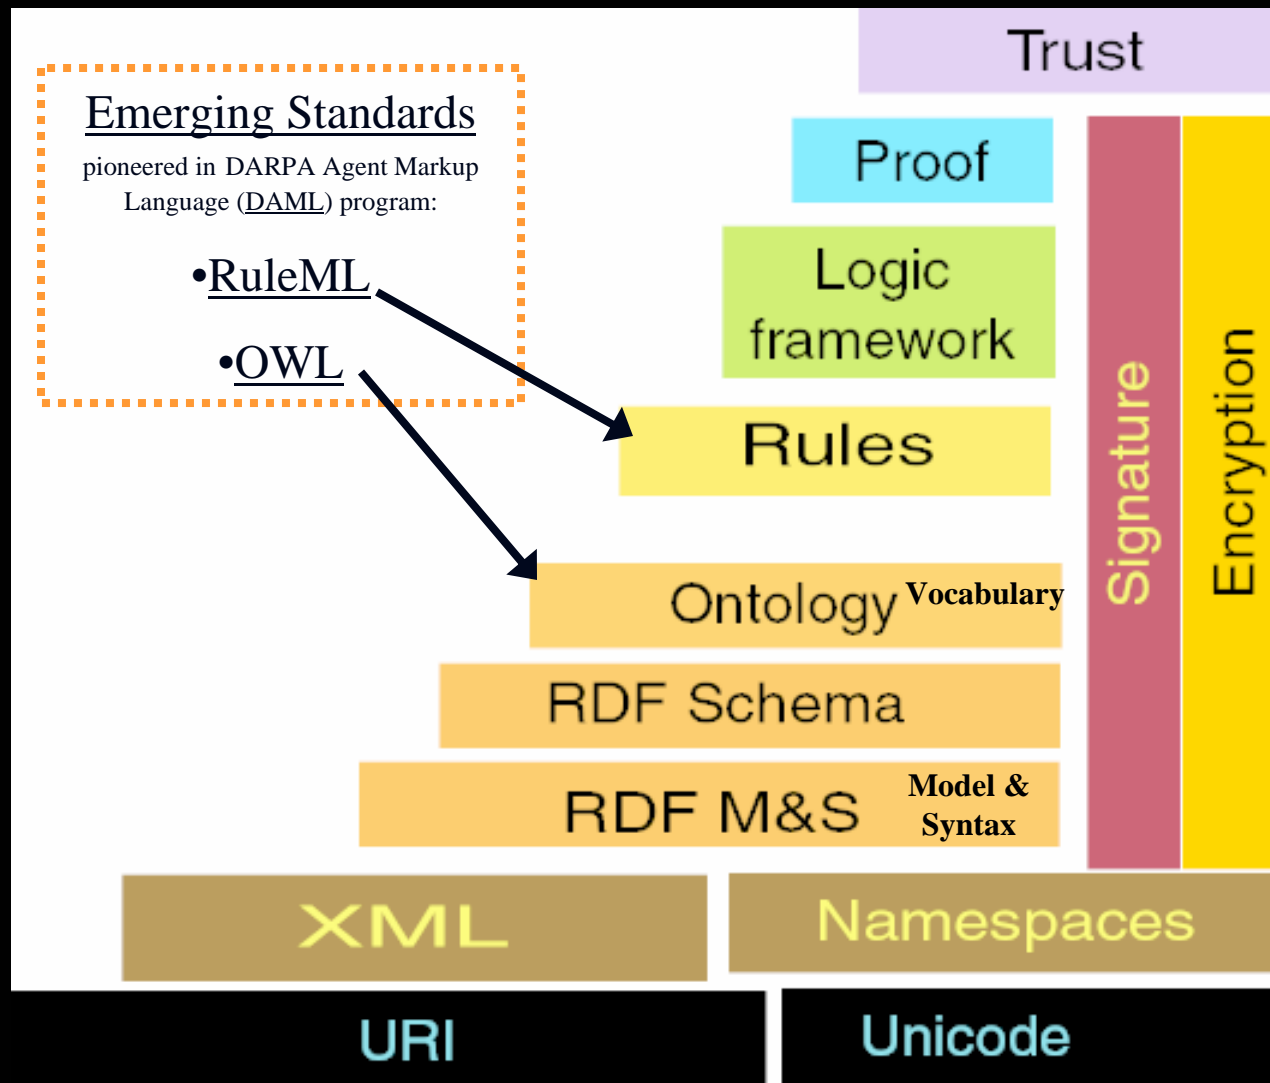 Trust
Emerging Standards
pioneered in DARPA Agent Markup
Language (DAML) program:
•RuleML
•OWL
Proof
Logic
framework
Rules
Signature
Encryption
Ontology Vocabulary
RDF Schema
RDF M&S
Model &
Syntax
XML
Namespaces
URI
Unicode